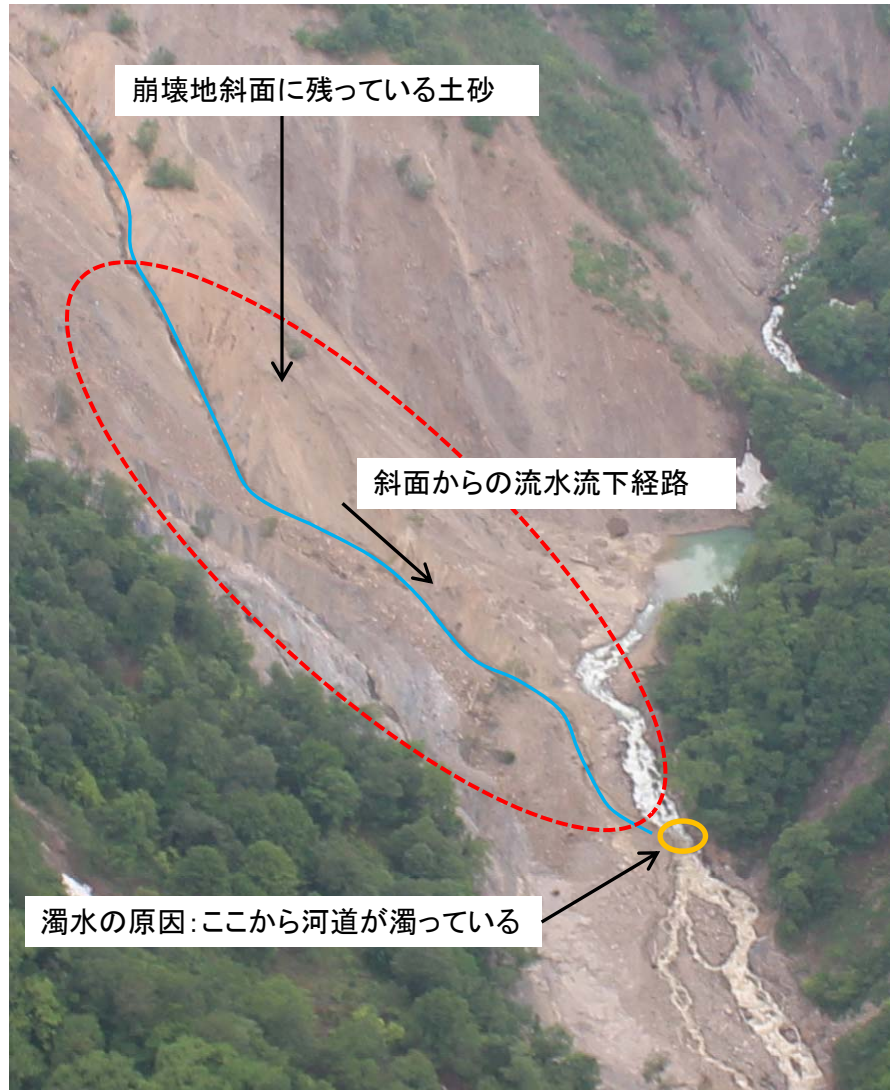 崩壊地斜面に残っている土砂
斜面からの流水流下経路
濁水の原因：ここから河道が濁っている